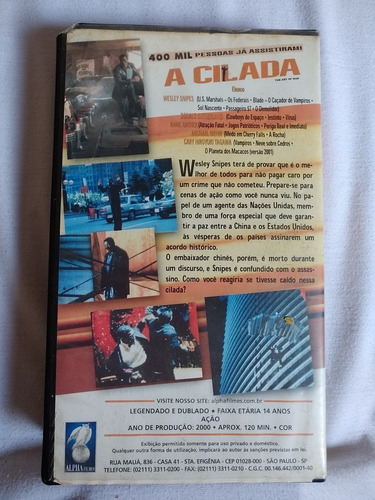 400 MIL PESSOAS JÁ ASSISTIRAM!
A CILADA
THE ART OF WAR
Elenco
WESLEY SNIPES (U.S. Marshals - Os Federais • Blade - O Caçador de Vampiros •
Sol Nascente • Passageiro 57 • O Demolidor)
(Cowboys do Espaço • Instinto • Vírus)
ANNE ARCHER (Atração Fatal • Jogos Patrióticos • Perigo Real e Imediato)
MICHAEL BIEHN (Medo em Cherry Falls • A Rocha)
CARY HIROYUKI TAGAWA (Vampiros • Neve sobre Cedros •
O Planeta dos Macacos (versão 2001)
Wesley Snipes terá de provar que é o me-
lhor de todos para não pagar caro por
um crime que não cometeu. Prepare-se para
cenas de ação como você nunca viu. No pa-
pel de um agente das Nações Unidas, mem-
bro de uma força especial que deve garan-
tir a paz entre a China e os Estados Unidos,
às vésperas de os países assinarem um
acordo histórico.
O embaixador chinês, porém, é morto durante
um discurso, e Snipes é confundido com o assas-
sino. Como você reagiria se tivesse caído nessa
cilada?
VISITE NOSSO SITE: alphafilmes.com.br
LEGENDADO E DUBLADO • FAIXA ETÁRIA 14 ANOS
AÇÃO
ANO DE PRODUÇÃO: 2000 • APROX. 120 MIN. • COR
Exibição permitida somente para uso privado e doméstico.
Qualquer outra forma de utilização, implicará ao autor as sanções previstas em lei.
ALPHA FILMES
RUA MAUÁ, 836 - CASA 41 - STA. EFIGÊNIA - CEP 01028-000 - SÃO PAULO - SP
TELEFONE: (02111) 3311-0200 - FAX: (02111) 3311-0210 - C.G.C. 00.146.442/0001-40